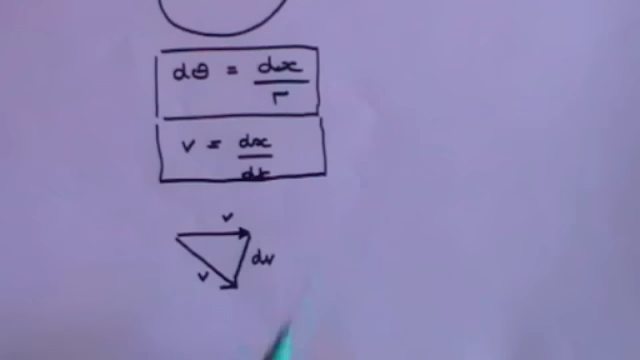 dθ = dx/r
v = dx/dt
v
dv
v